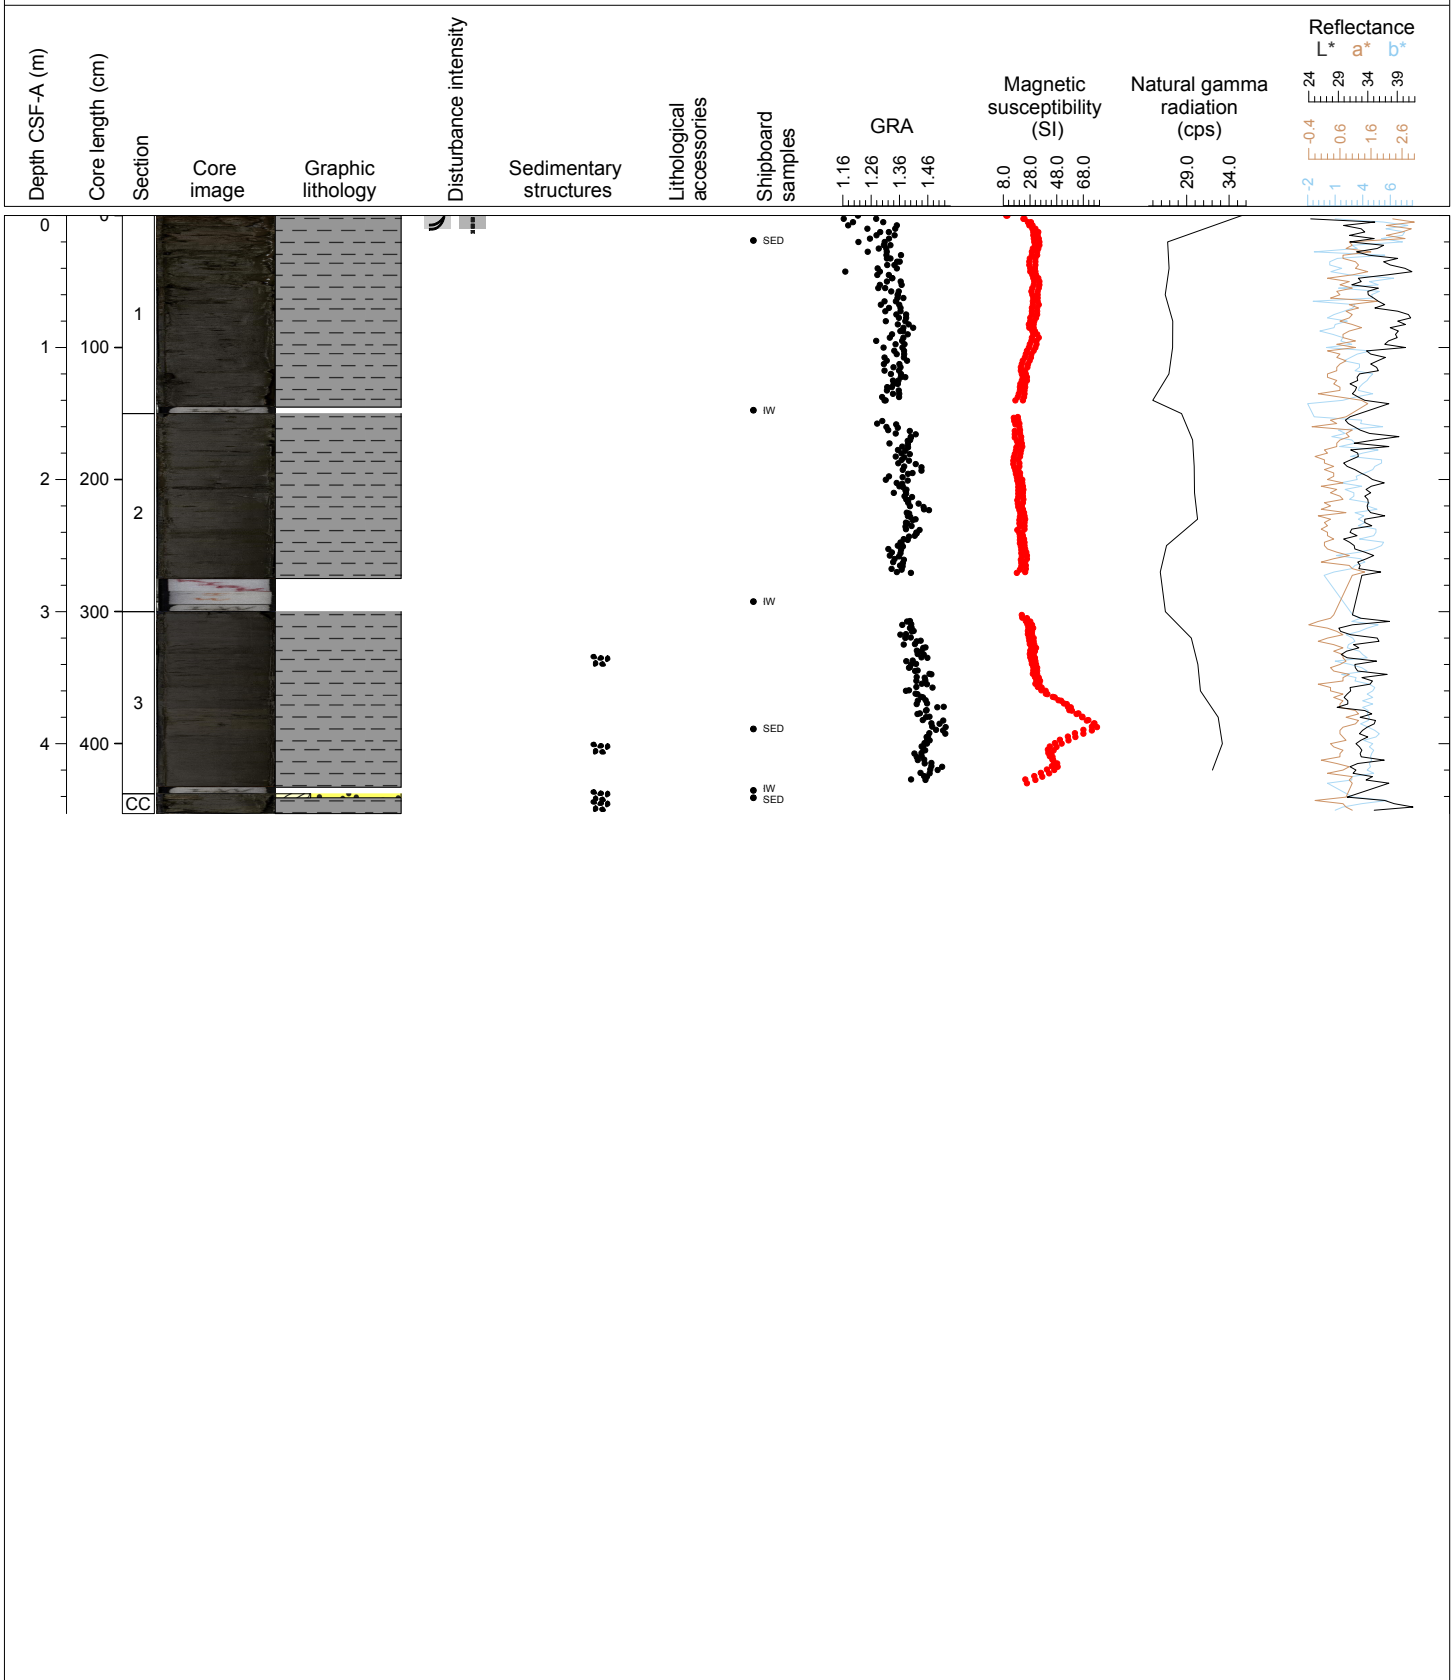 Depth CSF-A (m)
Core length (cm)
Section
Core
image
Graphic
lithology
Disturbance intensity
Sedimentary
structures
Lithological
accessories
Shipboard
samples
GRA
1.16 1.26 1.36 1.46
Magnetic
susceptibility
(SI)
8.0 28.0 48.0 68.0
Natural gamma
radiation
(cps)
29.0 34.0
Reflectance
L* a* b*
24 29 34 39
-0.4 0.6 1.6 2.6
-2 1 4 6
0 0
SED
1
1 100
IW
2 200
2
IW
3 300
3
SED
4 400
IW
CC SED